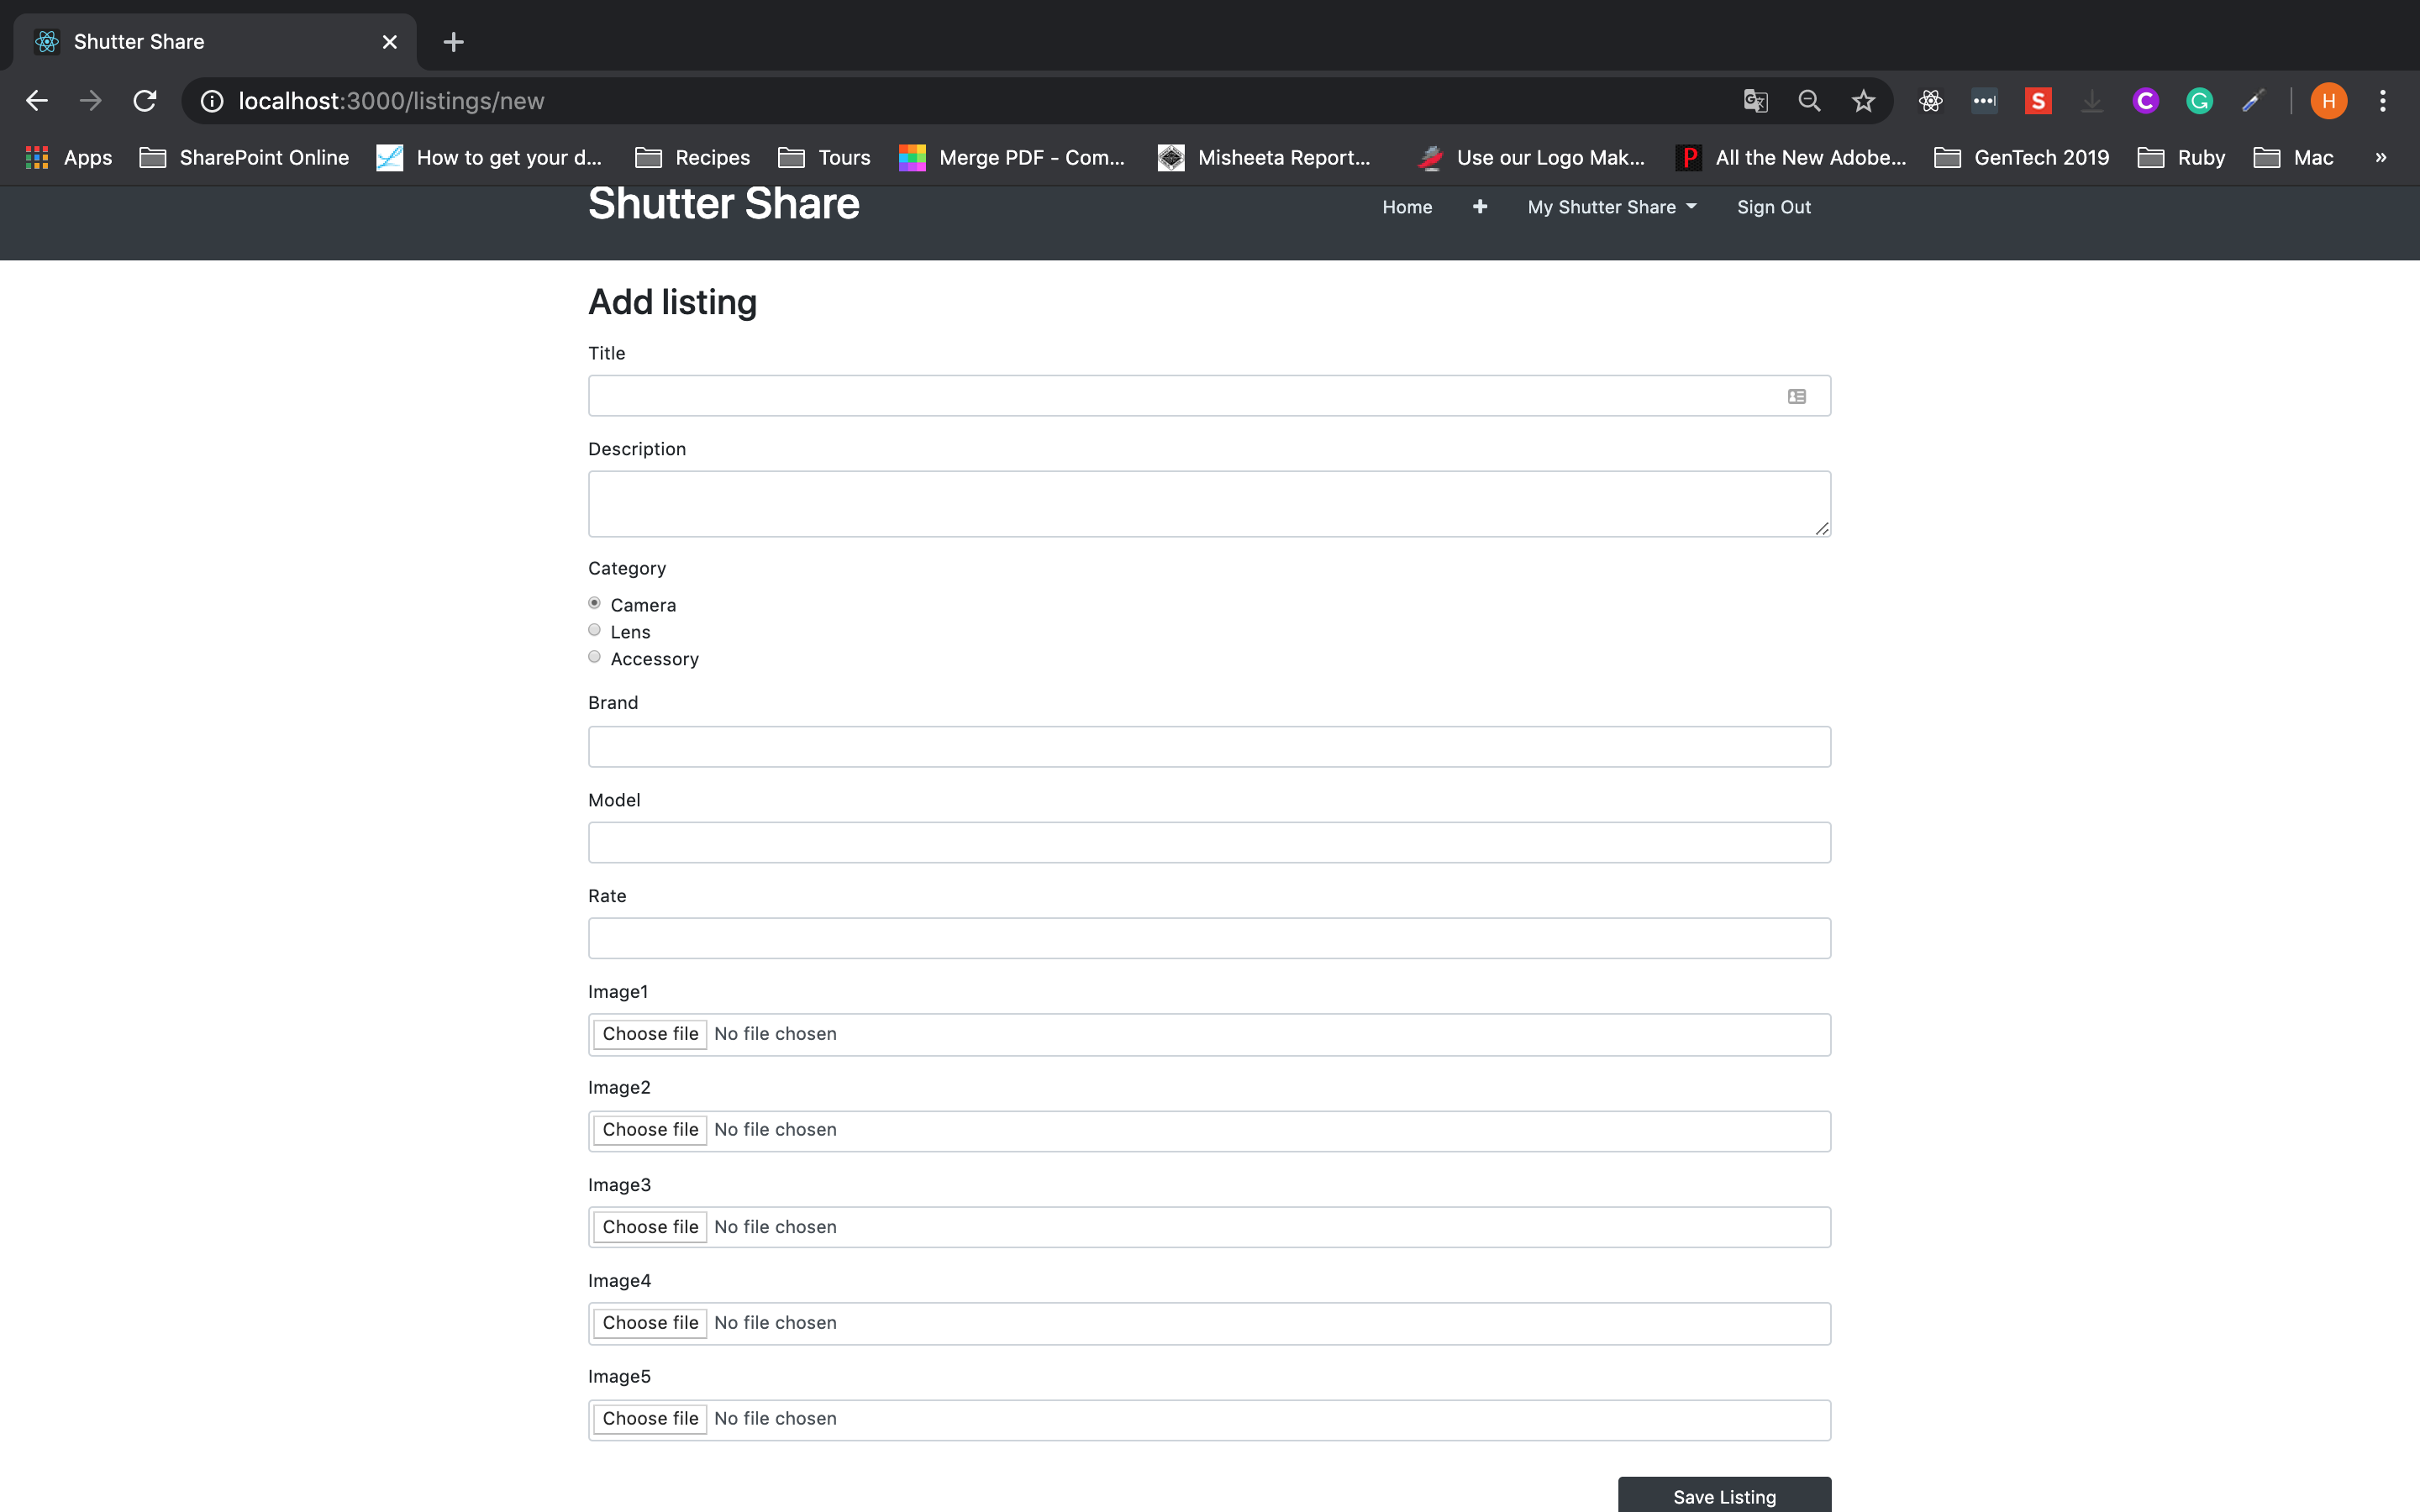 Shutter Share
localhost:3000/listings/new
H
Apps SharePoint Online How to get your d... Recipes Tours Merge PDF - Com... Misheeta Report... Use our Logo Mak... P All the New Adobe... GenTech 2019 Ruby Mac »
Shutter Share Home + My Shutter Share Sign Out
Add listing
Title
Description
Category
Camera
Lens
Accessory
Brand
Model
Rate
Image1
Choose file No file chosen
Image2
Choose file No file chosen
Image3
Choose file No file chosen
Image4
Choose file No file chosen
Image5
Choose file No file chosen
Save Listing